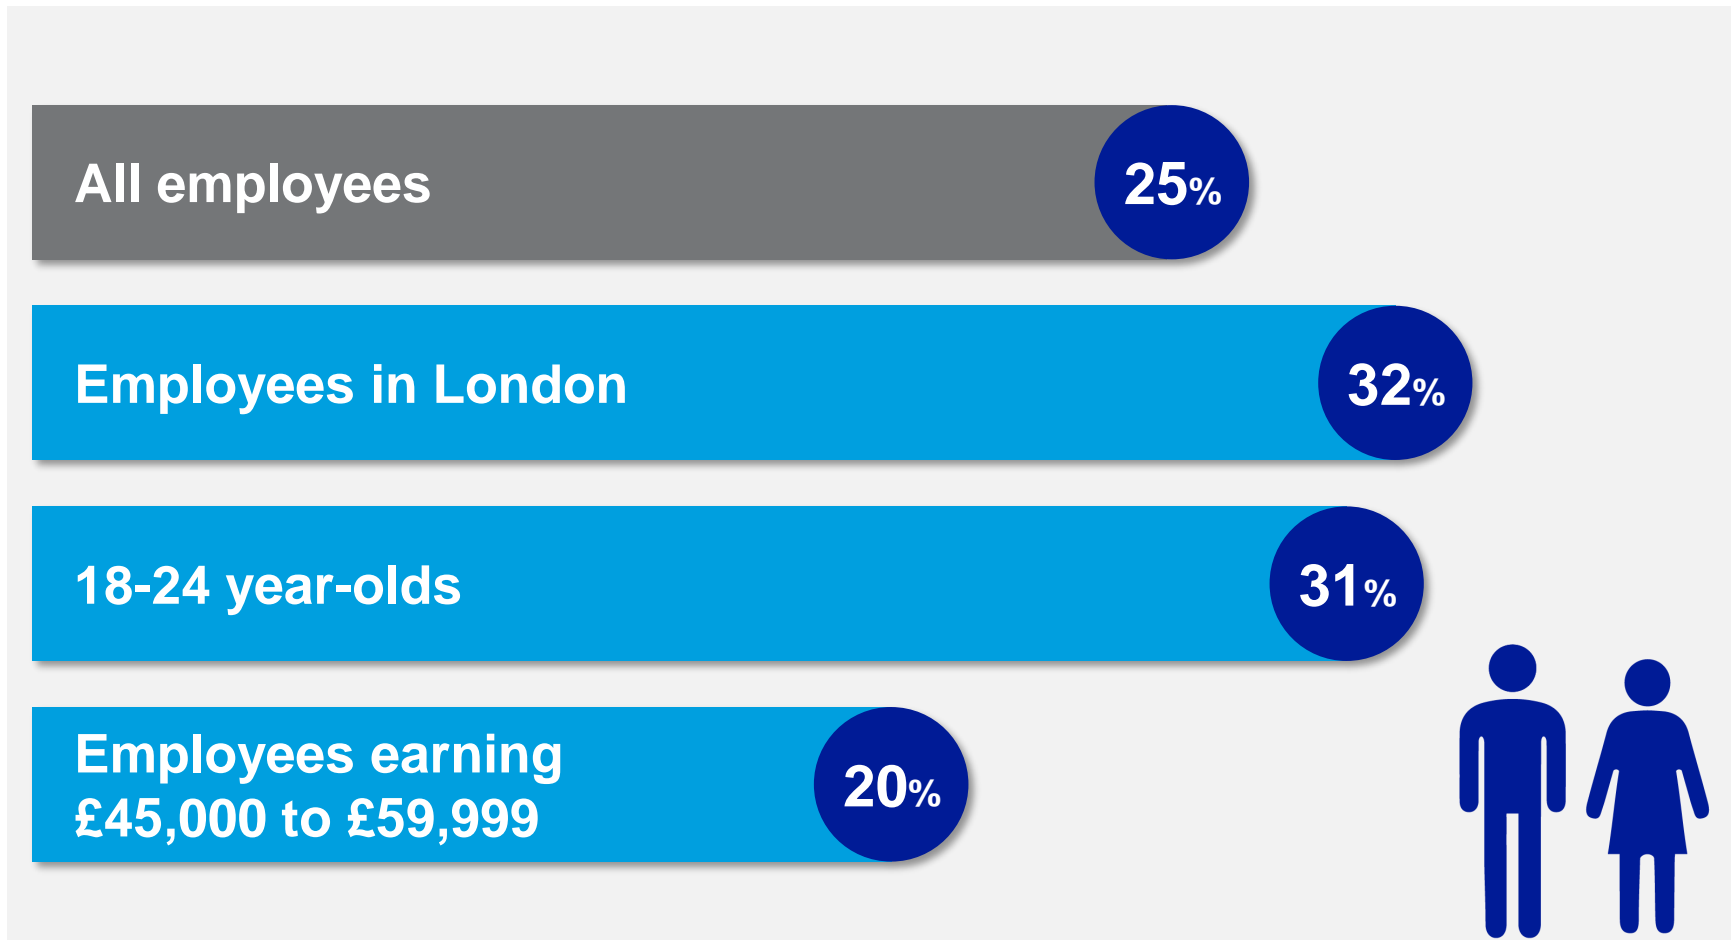 All employees 25%
Employees in London 32%
18-24 year-olds 31%
Employees earning
£45,000 to £59,999
20%